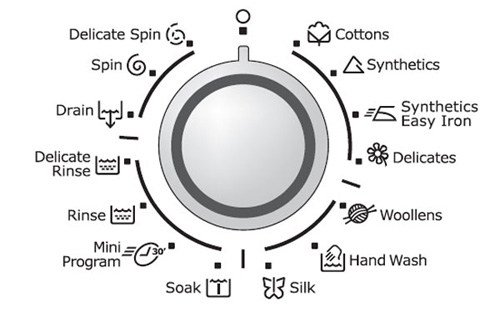 Delicate Spin
Cottons
Spin
Synthetics
Drain
Synthetics
Easy Iron
Delicate
Rinse
Delicates
Rinse
Woollens
Mini
Program
30'
Hand Wash
Soak
Silk